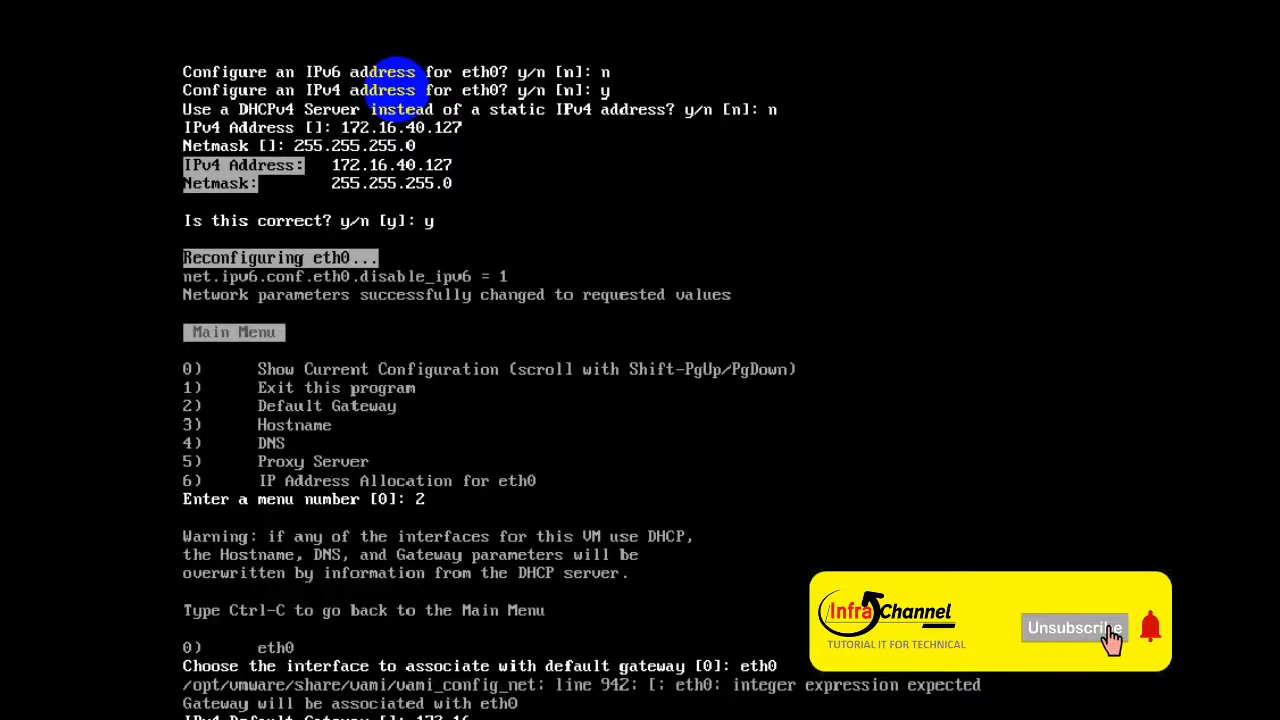 Configure an IPv6 address for eth0? y/n [n]: n
Configure an IPv4 address for eth0? y/n [n]: y
Use a DHCPv4 Server instead of a static IPv4 address? y/n [n]: n
IPv4 Address []: 172.16.40.127
Netmask []: 255.255.255.0
IPv4 Address: 172.16.40.127
Netmask: 255.255.255.0
Is this correct? y/n [y]: y
Reconfiguring eth0...
net.ipv6.conf.eth0.disable_ipv6 = 1
Network parameters successfully changed to requested values
Main Menu
0) Show Current Configuration (scroll with Shift-PgUp/PgDown)
1) Exit this program
2) Default Gateway
3) Hostname
4) DNS
5) Proxy Server
6) IP Address Allocation for eth0
Enter a menu number [0]: 2
Warning: if any of the interfaces for this VM use DHCP,
the Hostname, DNS, and Gateway parameters will be
overwritten by information from the DHCP server.
Type Ctrl-C to go back to the Main Menu
0) eth0
Choose the interface to associate with default gateway [0]: eth0
/opt/vmware/share/vami/vami_config_net: line 942: [: eth0: integer expression expected
Gateway will be associated with eth0
IPv4 Default Gateway []: 172.16
Infra Channel
TUTORIAL IT FOR TECHNICAL
Unsubscribe